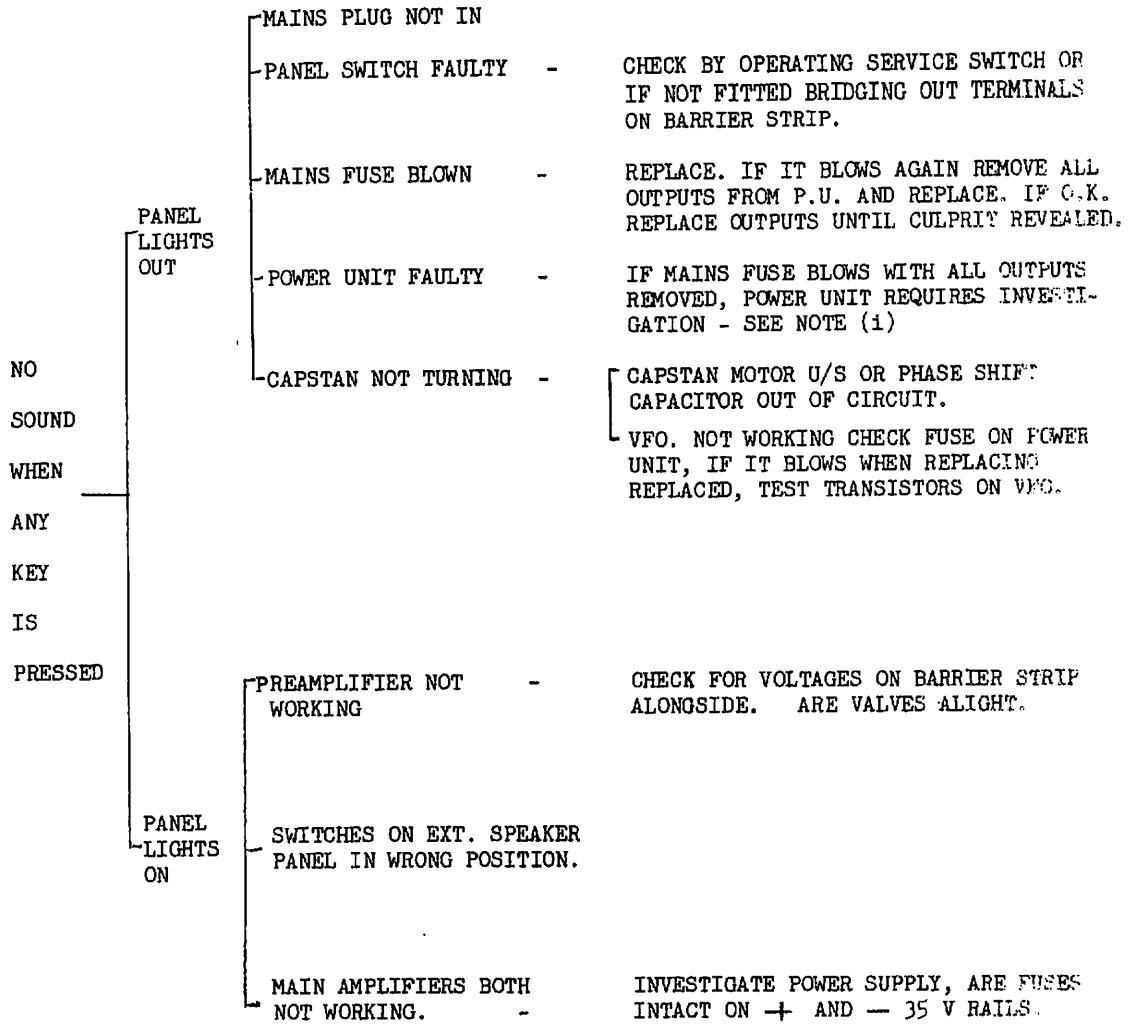 NO
SOUND
WHEN
ANY
KEY
IS
PRESSED
PANEL
LIGHTS
OUT
MAINS PLUG NOT IN
PANEL SWITCH FAULTY -
CHECK BY OPERATING SERVICE SWITCH OR
IF NOT FITTED BRIDGING OUT TERMINALS
ON BARRIER STRIP.
MAINS FUSE BLOWN -
REPLACE. IF IT BLOWS AGAIN REMOVE ALL
OUTPUTS FROM P.U. AND REPLACE. IF O.K.
REPLACE OUTPUTS UNTIL CULPRIT REVEALED.
POWER UNIT FAULTY -
IF MAINS FUSE BLOWS WITH ALL OUTPUTS
REMOVED, POWER UNIT REQUIRES INVESTI-
GATION - SEE NOTE (i)
CAPSTAN NOT TURNING -
CAPSTAN MOTOR U/S OR PHASE SHIFT
CAPACITOR OUT OF CIRCUIT.
VFO. NOT WORKING CHECK FUSE ON POWER
UNIT, IF IT BLOWS WHEN REPLACING
REPLACED, TEST TRANSISTORS ON VFO.
PANEL
LIGHTS
ON
PREAMPLIFIER NOT -
WORKING
CHECK FOR VOLTAGES ON BARRIER STRIP
ALONGSIDE. ARE VALVES ALIGHT.
SWITCHES ON EXT. SPEAKER
PANEL IN WRONG POSITION.
MAIN AMPLIFIERS BOTH
NOT WORKING. -
INVESTIGATE POWER SUPPLY, ARE FUSES
INTACT ON + AND — 35 V RAILS.